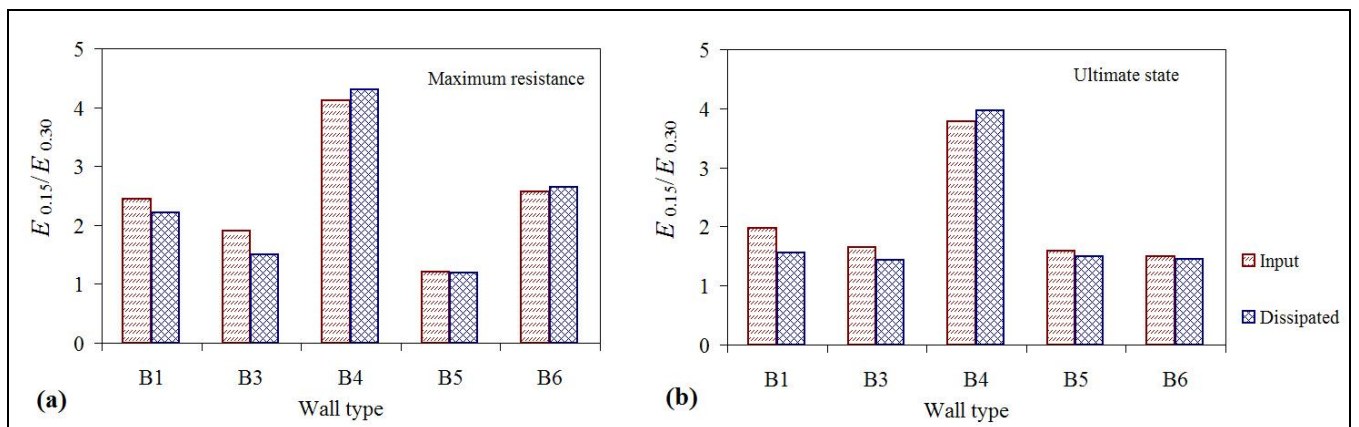 5
4
3
2
1
0
E 0.15/ E 0.30
Maximum resistance
B1 B3 B4 B5 B6
Wall type
(a)
5
4
3
2
1
0
E 0.15/ E 0.30
Ultimate state
B1 B3 B4 B5 B6
Wall type
(b)
Input
Dissipated